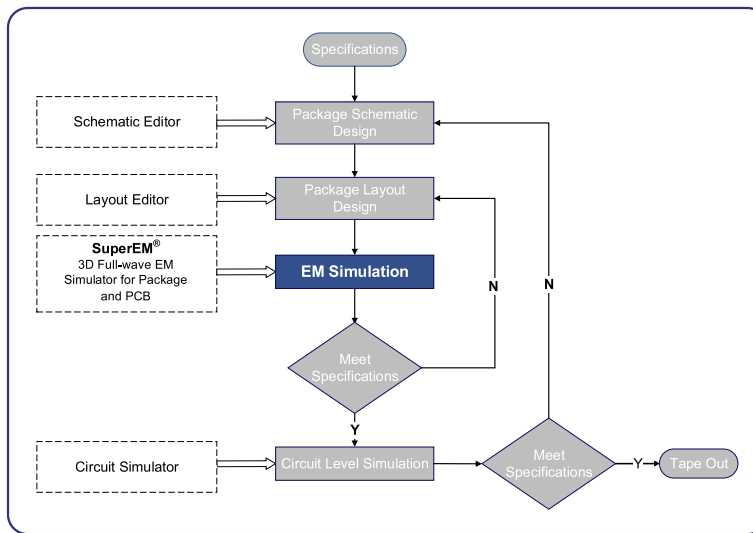 Specifications
Schematic Editor
Package Schematic
Design
Layout Editor
Package Layout
Design
SuperEM®
3D Full-wave EM
Simulator for Package
and PCB
EM Simulation
N
N
Meet
Specifications
Y
Circuit Simulator
Circuit Level Simulation
Meet
Specifications
Y
Tape Out